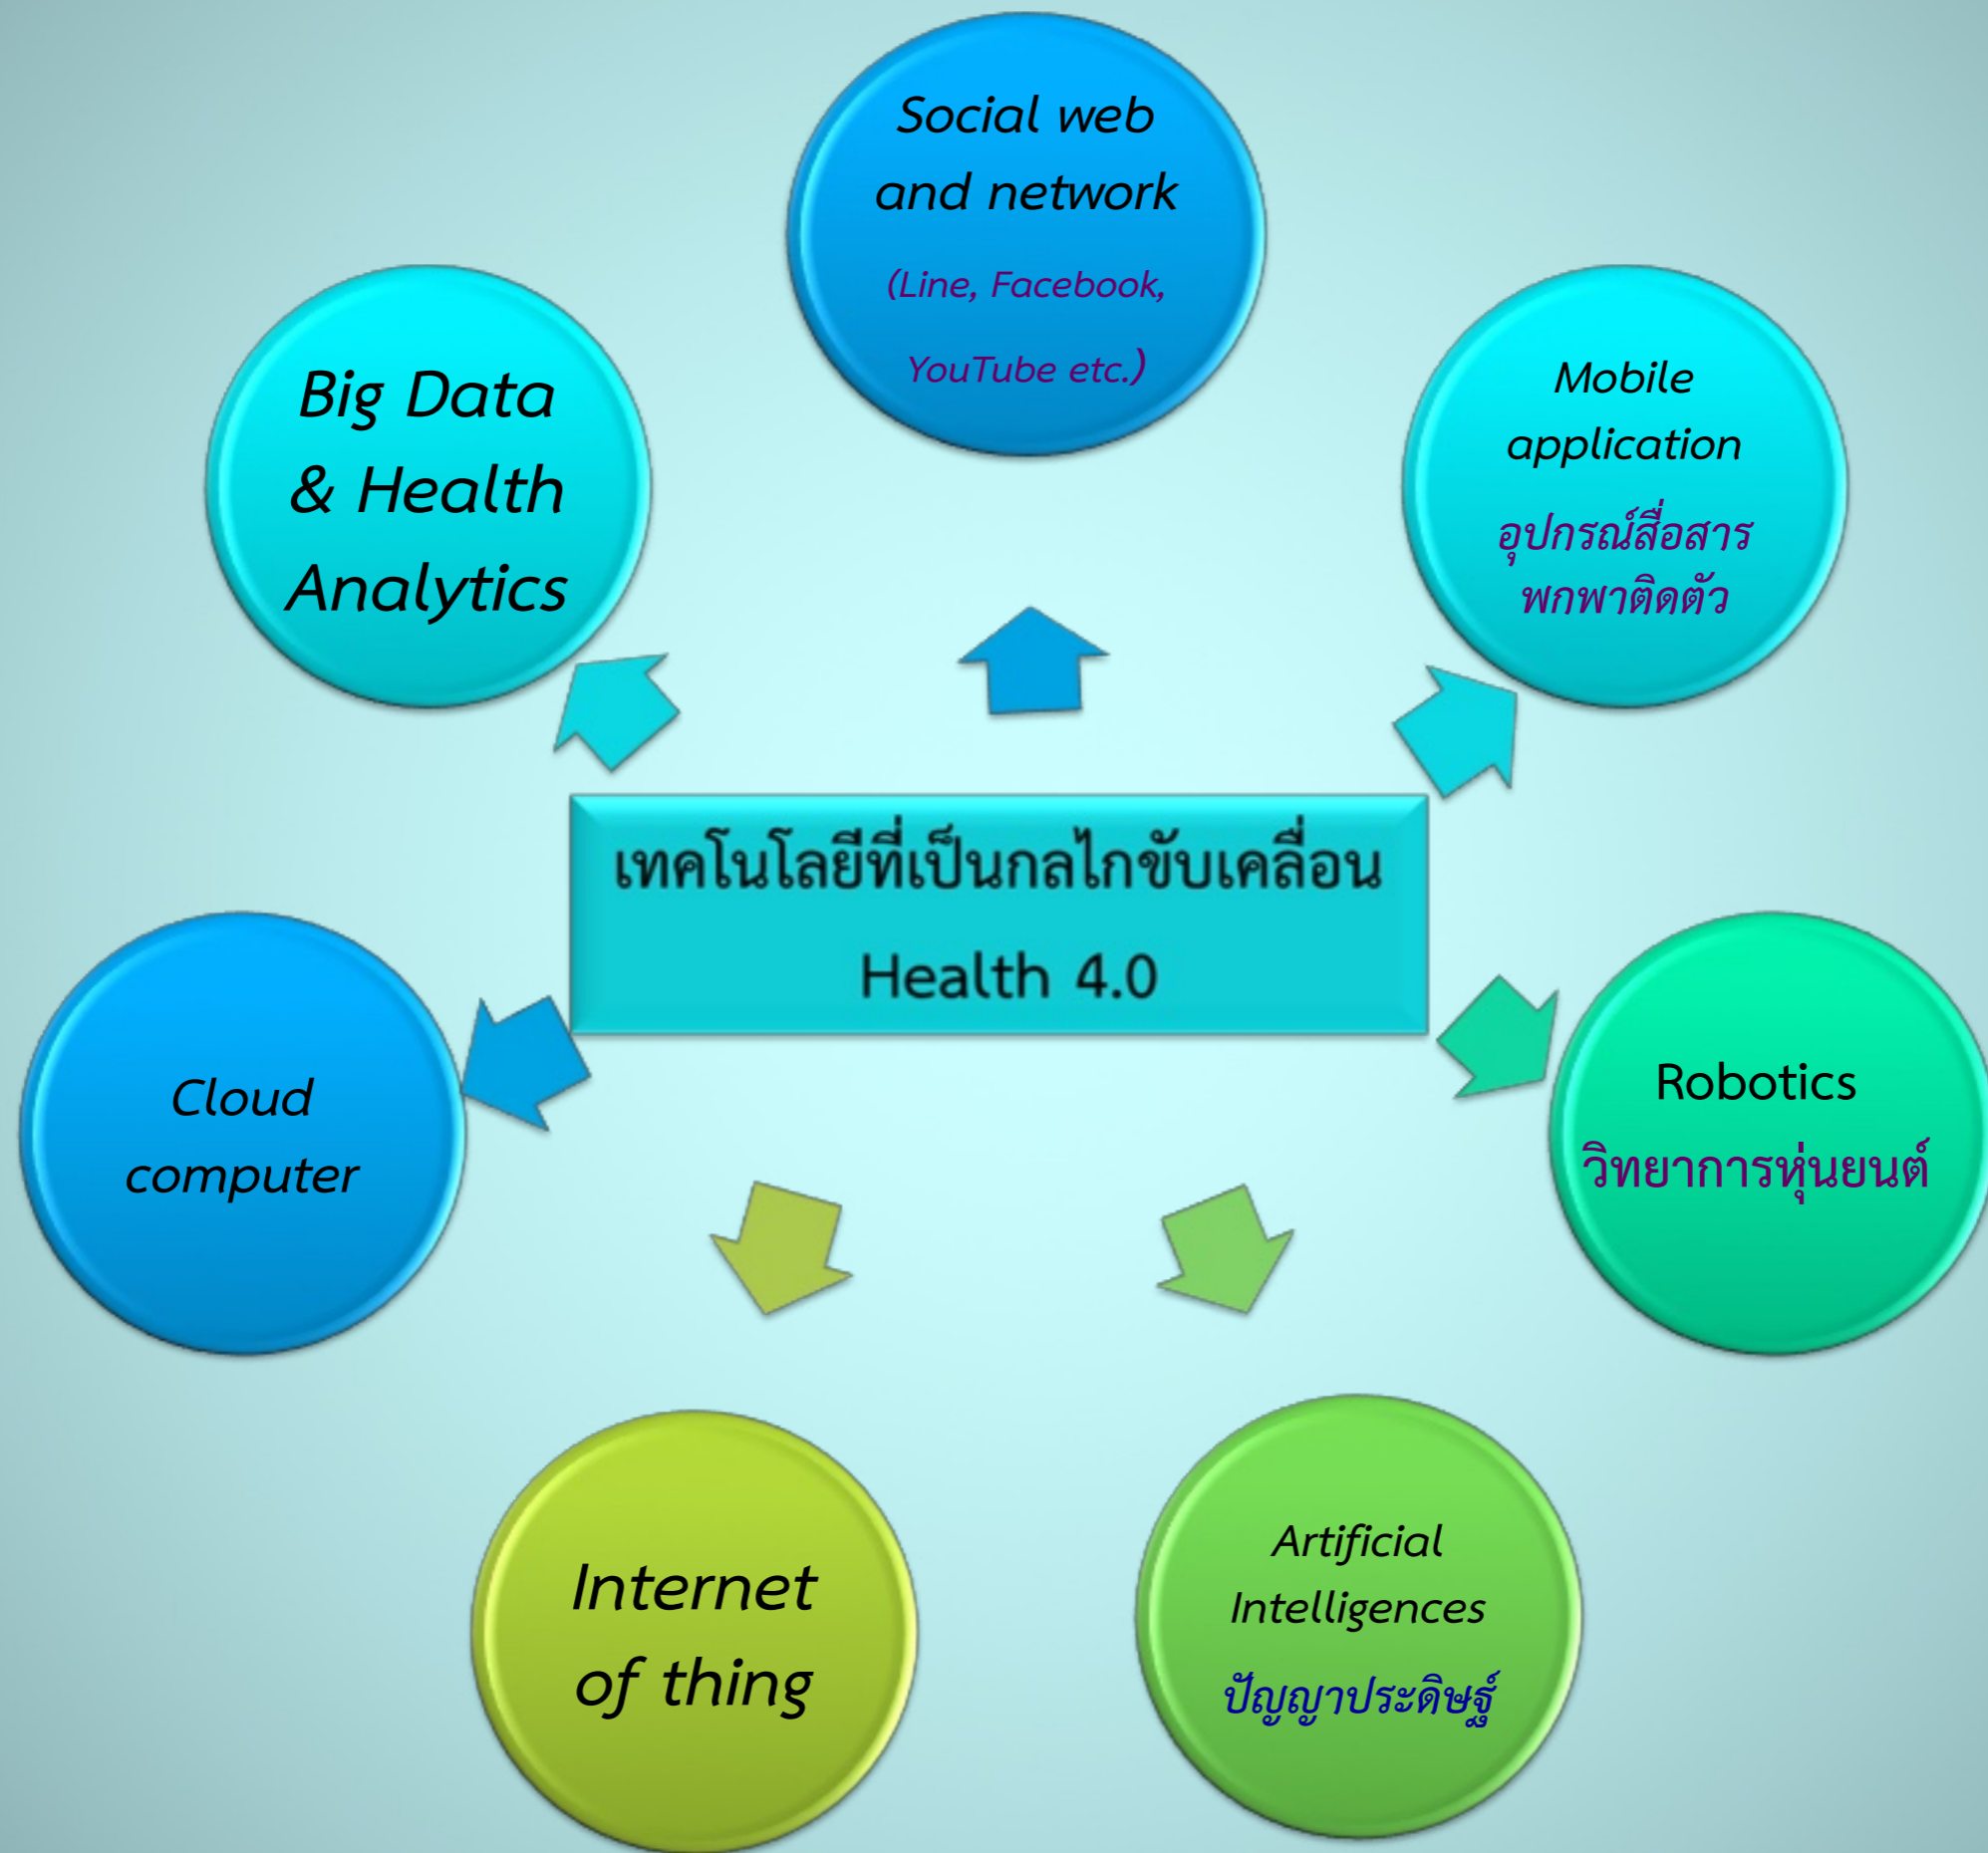 Social web
and network
(Line, Facebook,
YouTube etc.)
Big Data
& Health
Analytics
Mobile
application
อุปกรณ์สื่อสาร
พกพาติดตัว
เทคโนโลยีที่เป็นกลไกขับเคลื่อน
Health 4.0
Cloud
computer
Robotics
วิทยาการหุ่นยนต์
Internet
of thing
Artificial
Intelligences
ปัญญาประดิษฐ์